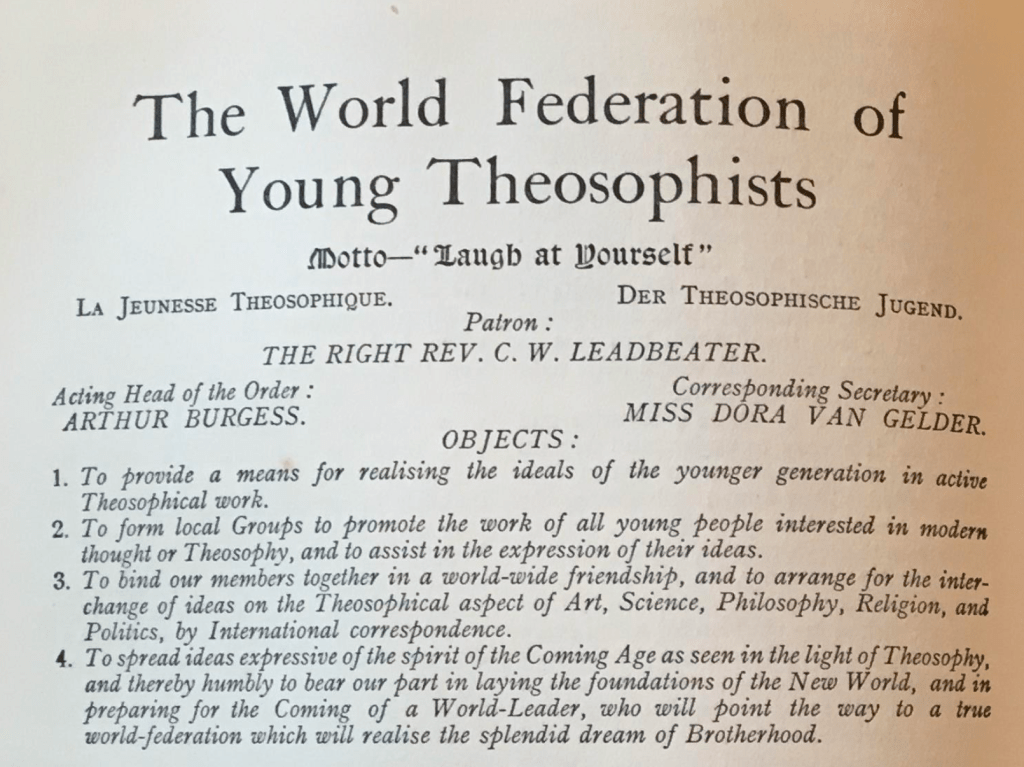 The World Federation of
Young Theosophists
Motto—“Laugh at Yourself”
LA JEUNESSE THEOSOPHIQUE. DER THEOSOPHISCHE JUGEND.
Patron :
THE RIGHT REV. C. W. LEADBEATER.
Acting Head of the Order : Corresponding Secretary :
ARTHUR BURGESS. MISS DORA VAN GELDER.
OBJECTS :
1. To provide a means for realising the ideals of the younger generation in active
Theosophical work.
2. To form local Groups to promote the work of all young people interested in modern
thought or Theosophy, and to assist in the expression of their ideas.
3. To bind our members together in a world-wide friendship, and to arrange for the inter-
change of ideas on the Theosophical aspect of Art, Science, Philosophy, Religion, and
Politics, by International correspondence.
4. To spread ideas expressive of the spirit of the Coming Age as seen in the light of Theosophy,
and thereby humbly to bear our part in laying the foundations of the New World, and in
preparing for the Coming of a World-Leader, who will point the way to a true
world-federation which will realise the splendid dream of Brotherhood.